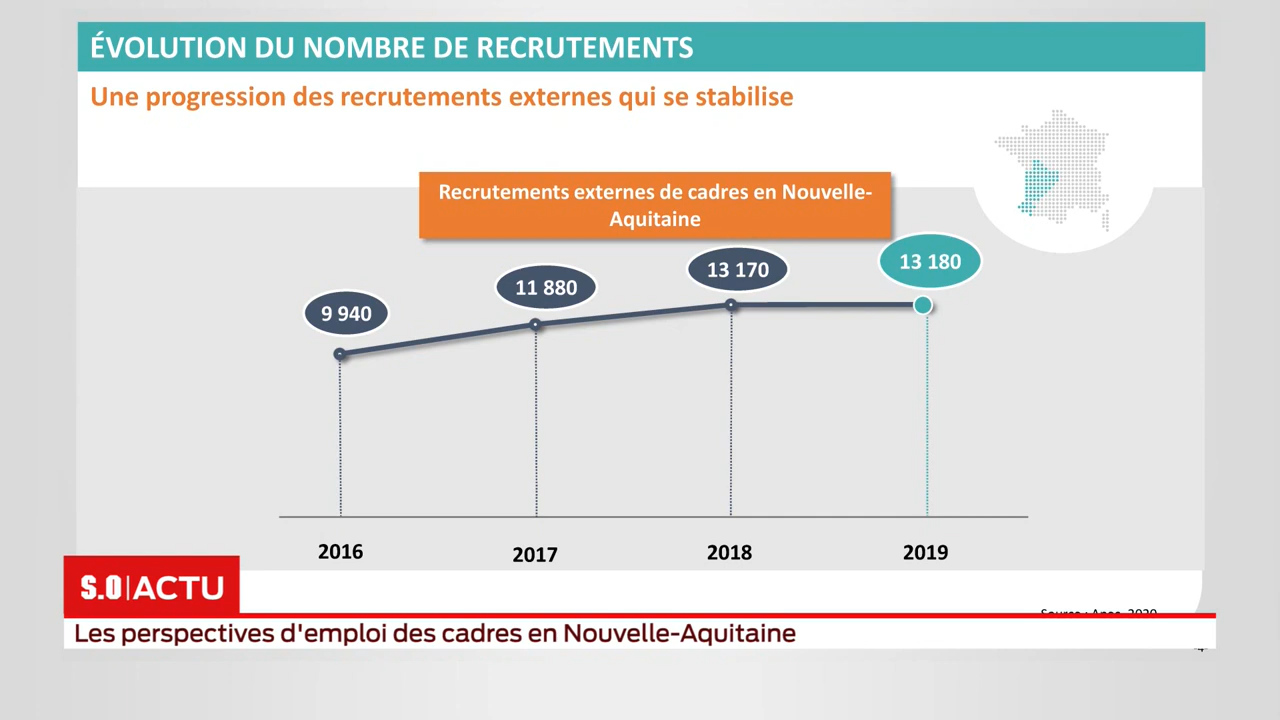 ÉVOLUTION DU NOMBRE DE RECRUTEMENTS
Une progression des recrutements externes qui se stabilise
Recrutements externes de cadres en Nouvelle-
Aquitaine
9 940
11 880
13 170
13 180
2016
2017
2018
2019
S.O|ACTU
Les perspectives d'emploi des cadres en Nouvelle-Aquitaine